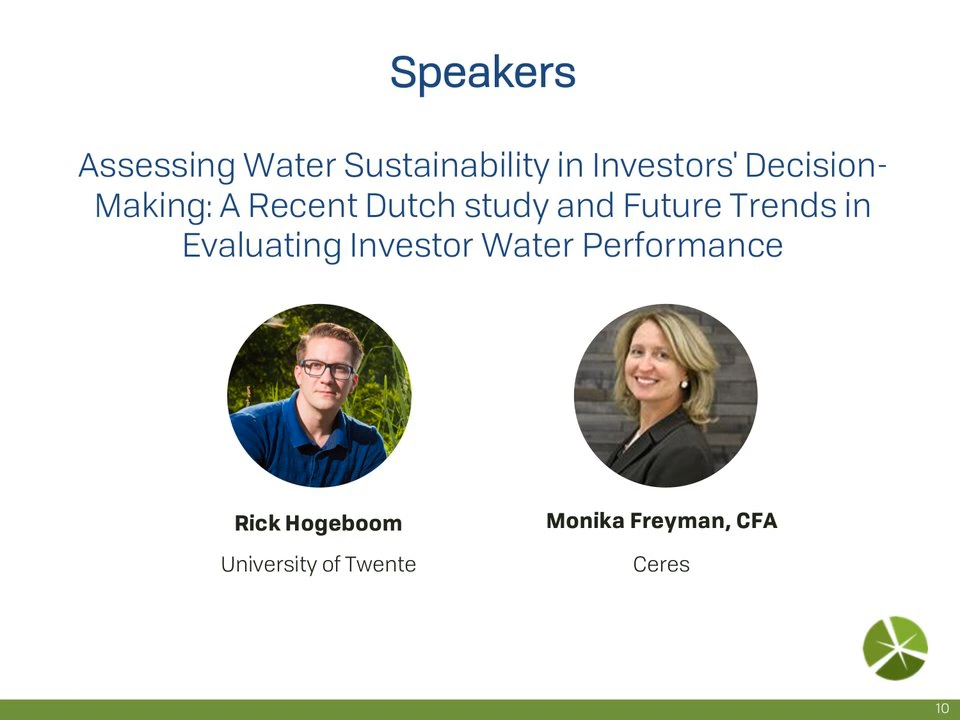 Speakers
Assessing Water Sustainability in Investors' Decision-
Making: A Recent Dutch study and Future Trends in
Evaluating Investor Water Performance
Rick Hogeboom
Monika Freyman, CFA
University of Twente
Ceres
10